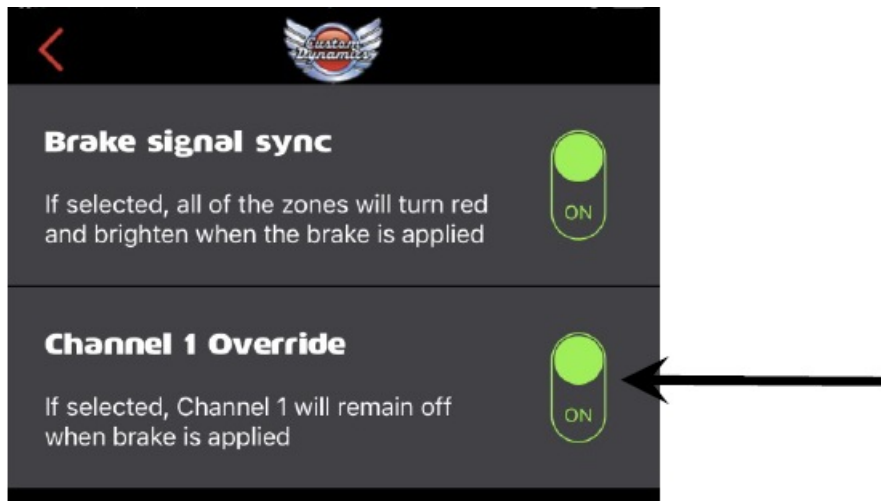 Custom
Dynamics
Brake signal sync
If selected, all of the zones will turn red
and brighten when the brake is applied
ON
Channel 1 Override
If selected, Channel 1 will remain off
when brake is applied
ON